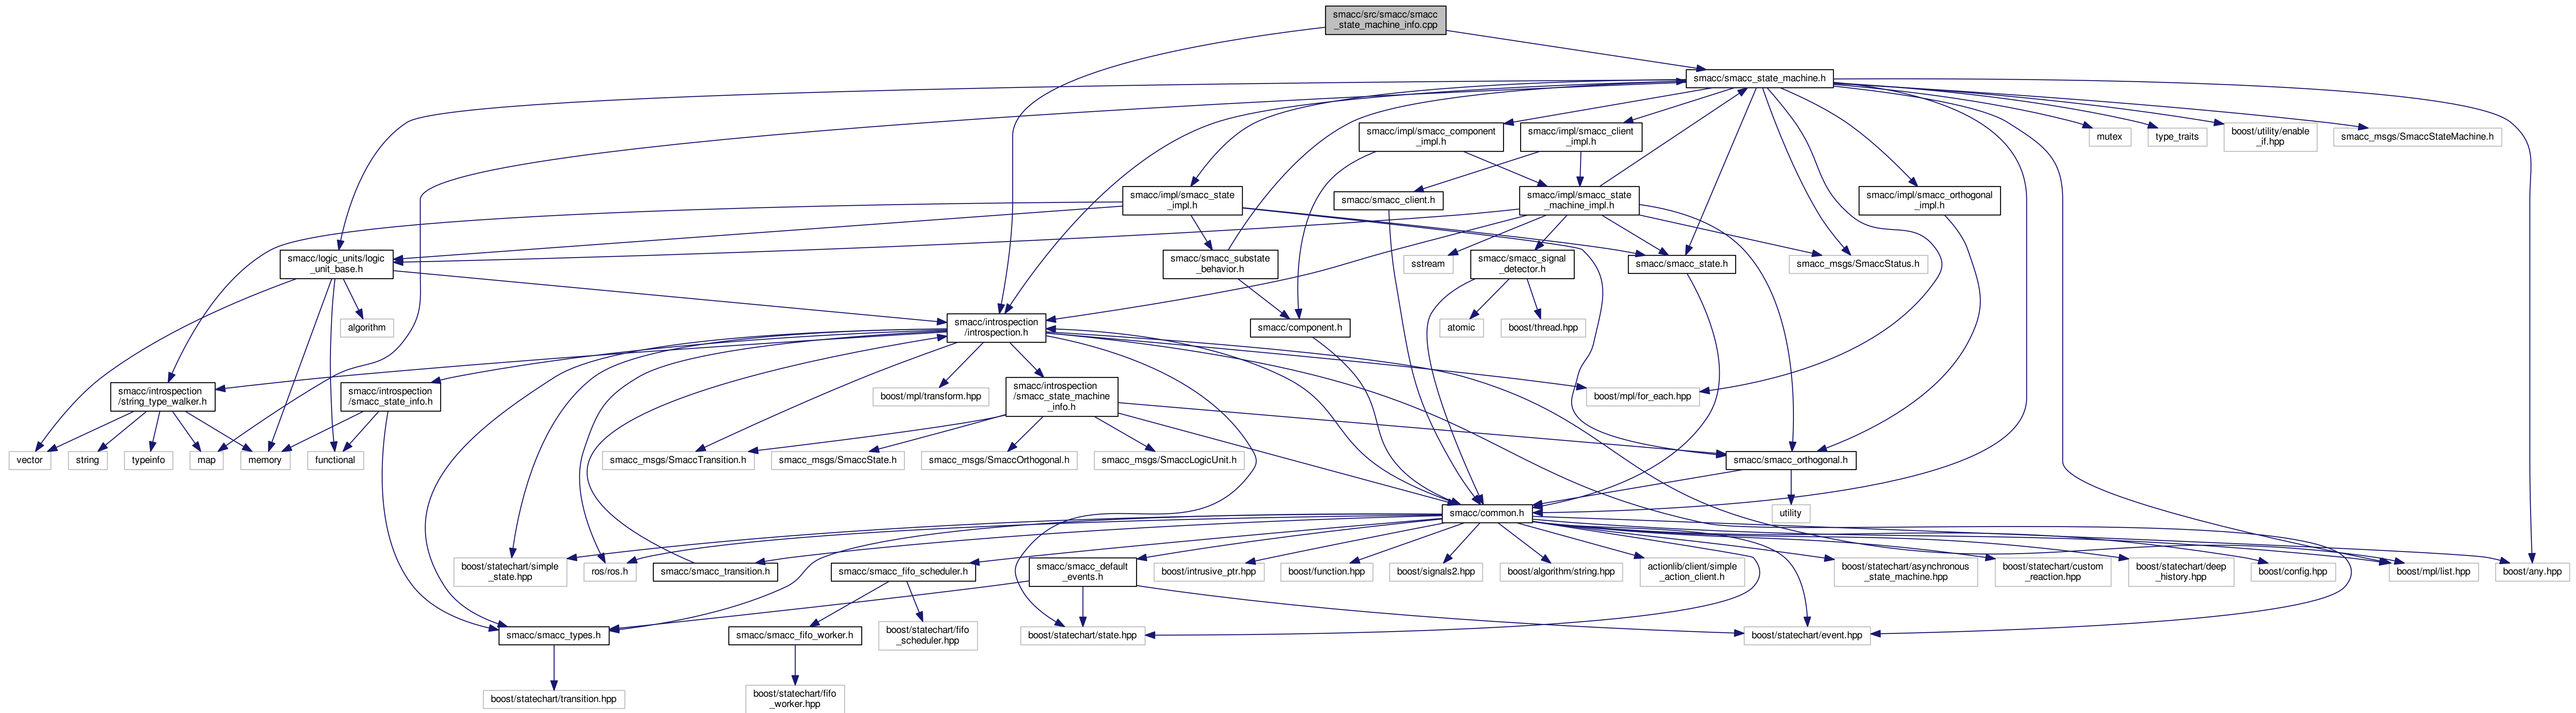 smacc/src/smacc/smacc
_state_machine_info.cpp
smacc/smacc_state_machine.h
smacc/impl/smacc_component
_impl.h
smacc/impl/smacc_client
_impl.h
mutex
type_traits
boost/utility/enable
_if.hpp
smacc_msgs/SmaccStateMachine.h
smacc/impl/smacc_state
_impl.h
smacc/smacc_client.h
smacc/impl/smacc_state
_machine_impl.h
smacc/impl/smacc_orthogonal
_impl.h
smacc/logic_units/logic
_unit_base.h
smacc/smacc_substate
_behavior.h
sstream
smacc/smacc_signal
_detector.h
smacc/smacc_state.h
smacc_msgs/SmaccStatus.h
algorithm
smacc/introspection
/introspection.h
smacc/component.h
atomic
boost/thread.hpp
smacc/introspection
/string_type_walker.h
smacc/introspection
/smacc_state_info.h
boost/mpl/transform.hpp
smacc/introspection
/smacc_state_machine
_info.h
boost/mpl/for_each.hpp
vector
string
typeinfo
map
memory
functional
smacc_msgs/SmaccTransition.h
smacc_msgs/SmaccState.h
smacc_msgs/SmaccOrthogonal.h
smacc_msgs/SmaccLogicUnit.h
smacc/smacc_orthogonal.h
smacc/common.h
utility
boost/statechart/simple
_state.hpp
ros/ros.h
smacc/smacc_transition.h
smacc/smacc_fifo_scheduler.h
smacc/smacc_default
_events.h
boost/intrusive_ptr.hpp
boost/function.hpp
boost/signals2.hpp
boost/algorithm/string.hpp
actionlib/client/simple
_action_client.h
boost/statechart/asynchronous
_state_machine.hpp
boost/statechart/custom
_reaction.hpp
boost/statechart/deep
_history.hpp
boost/config.hpp
boost/mpl/list.hpp
boost/any.hpp
smacc/smacc_types.h
smacc/smacc_fifo_worker.h
boost/statechart/fifo
_scheduler.hpp
boost/statechart/state.hpp
boost/statechart/event.hpp
boost/statechart/transition.hpp
boost/statechart/fifo
_worker.hpp